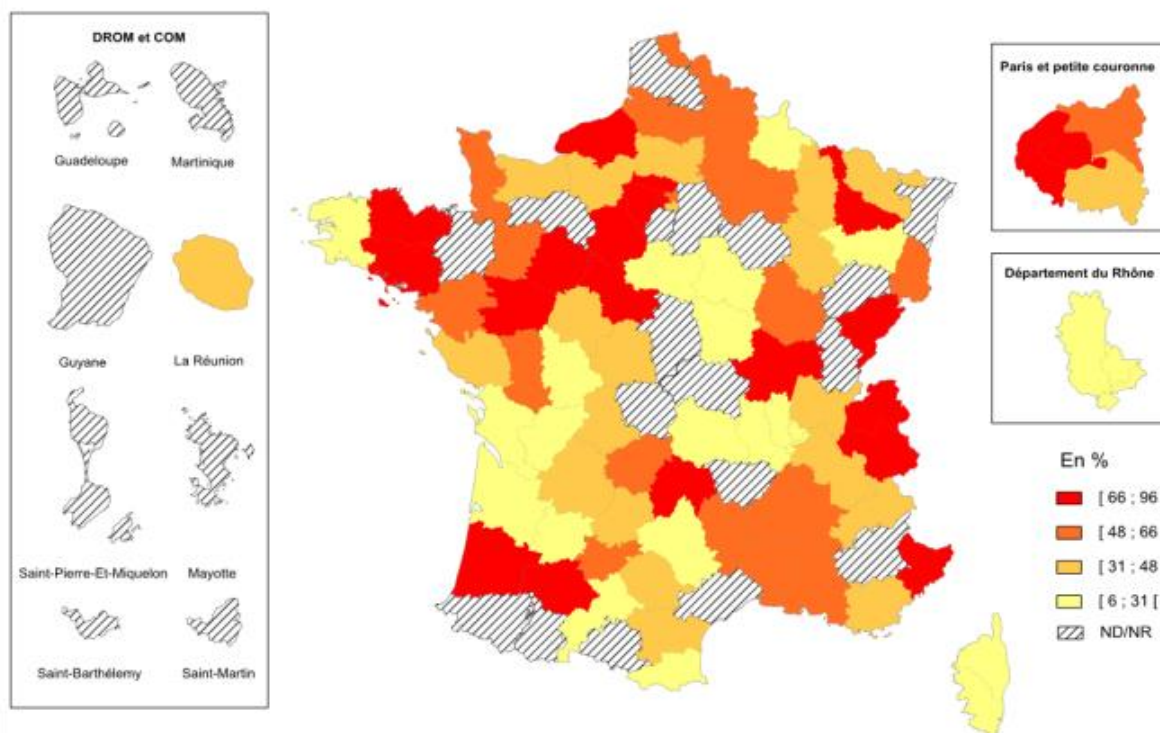 DROM et COM
Guadeloupe
Martinique
Guyane
La Réunion
Saint-Pierre-Et-Miquelon
Mayotte
Saint-Barthélemy
Saint-Martin
Paris et petite couronne
Département du Rhône
En %
[ 66 ; 96
[ 48 ; 66
[ 31 ; 48
[ 6 ; 31 [
ND/NR